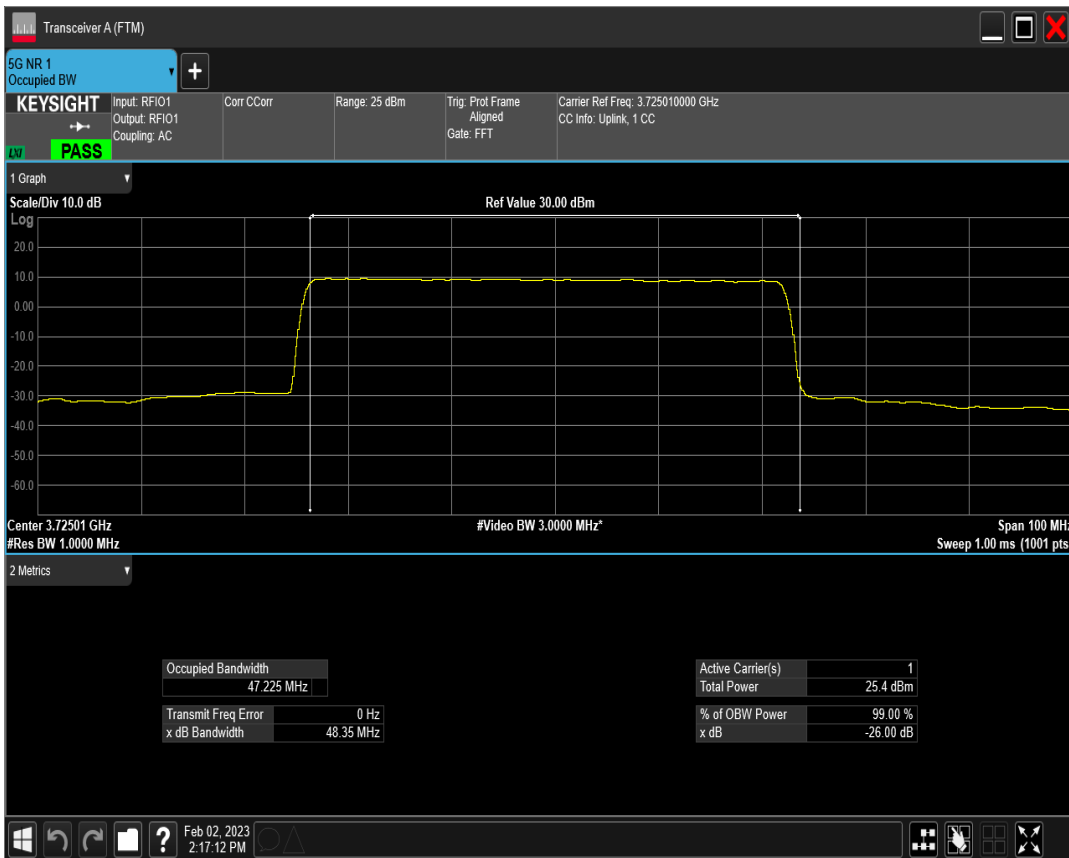 Transceiver A (FTM)
5G NR 1
Occupied BW
+
KEYSIGHT
LXI
PASS
Input: RFIO1
Output: RFIO1
Coupling: AC
Corr CCorr
Range: 25 dBm
Trig: Prot Frame
Aligned
Gate: FFT
Carrier Ref Freq: 3.725010000 GHz
CC Info: Uplink, 1 CC
1 Graph
Scale/Div 10.0 dB
Ref Value 30.00 dBm
Log
20.0
10.0
0.00
-10.0
-20.0
-30.0
-40.0
-50.0
-60.0
Center 3.72501 GHz
#Video BW 3.0000 MHz*
Span 100 MHz
#Res BW 1.0000 MHz
Sweep 1.00 ms (1001 pts
2 Metrics
Occupied Bandwidth
47.225 MHz
Transmit Freq Error 0 Hz
x dB Bandwidth 48.35 MHz
Active Carrier(s) 1
Total Power 25.4 dBm
% of OBW Power 99.00 %
x dB -26.00 dB
?
Feb 02, 2023
2:17:12 PM